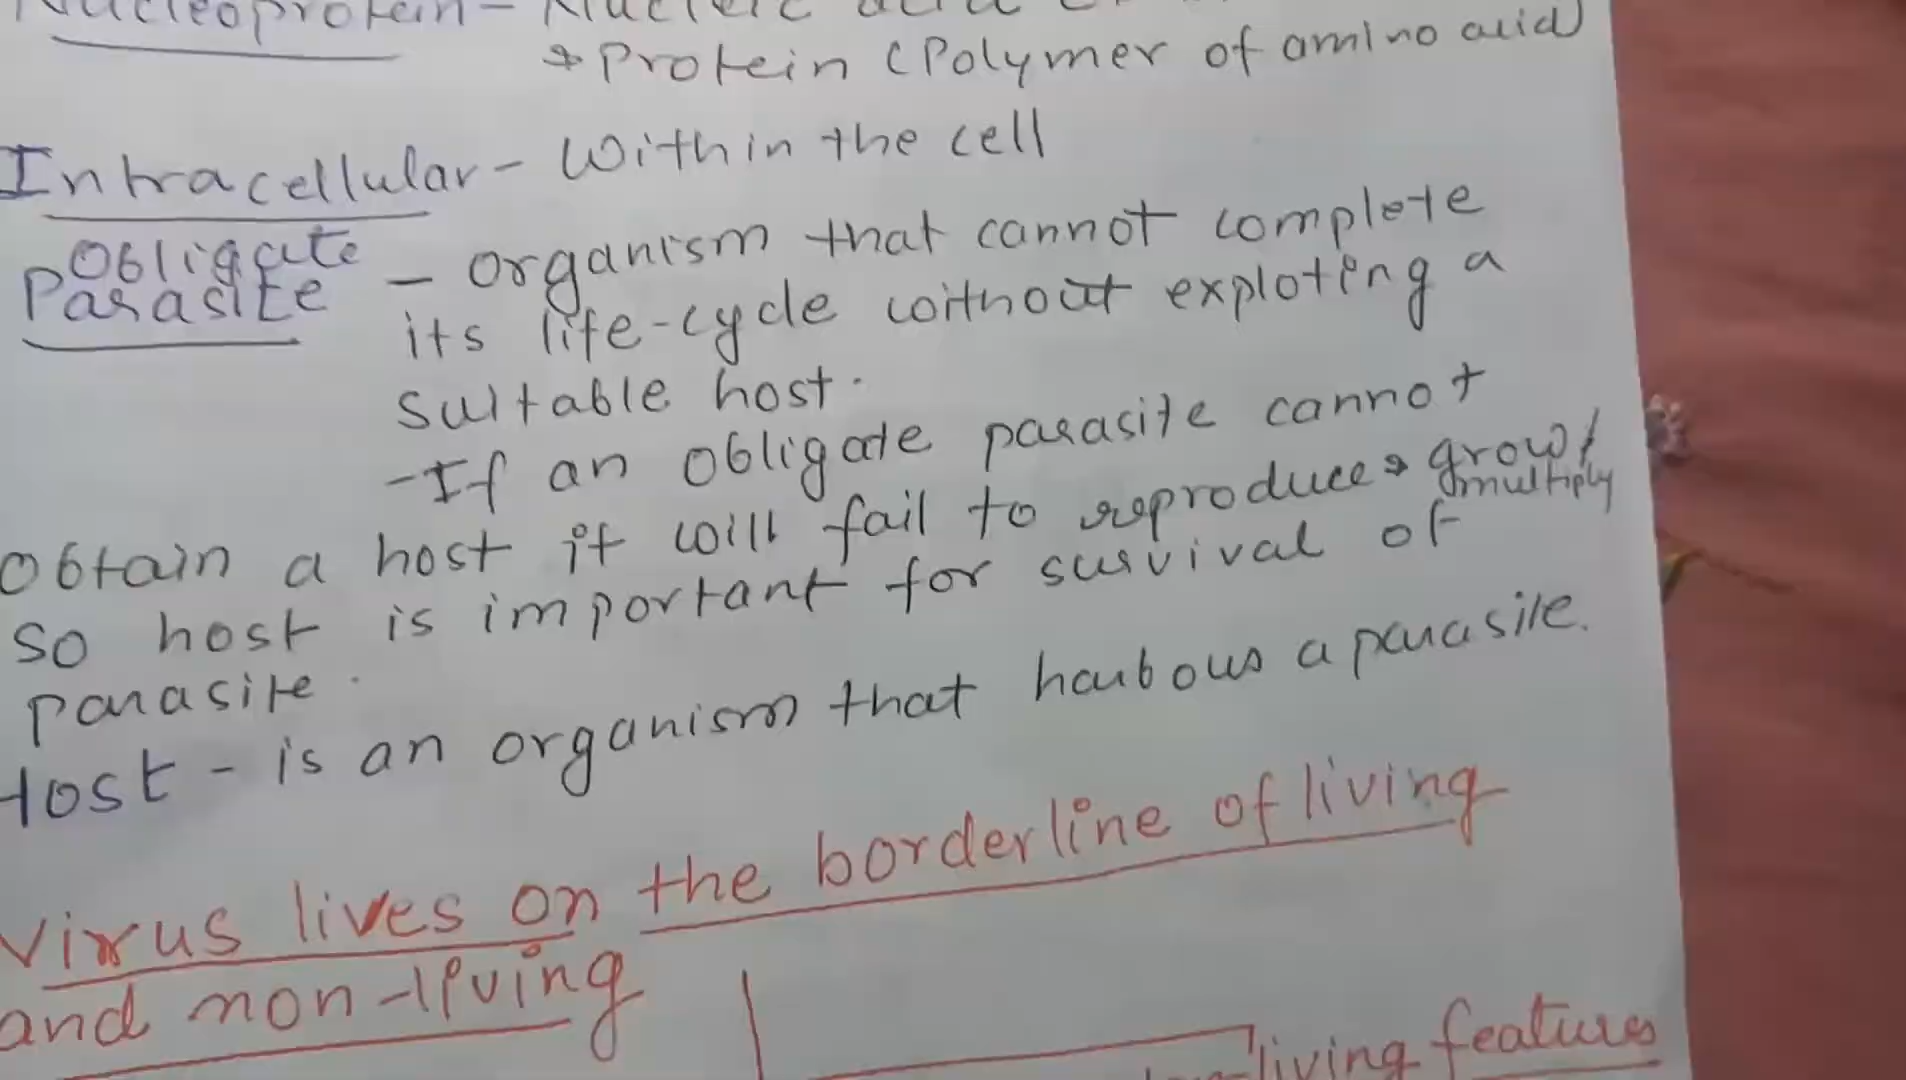 Nucleoprotein - Nucleic acid
→ Protein (Polymer of amino acid)
Intracellular - Within the cell
Obligate
Parasite - organism that cannot complete
its life-cycle without exploting a
suitable host.
- If an obligate parasite cannot
obtain a host it will fail to reproduce → grow/
multiply
so host is important for survival of
parasite.
Host - is an organism that harbours a parasite.
Virus lives on the borderline of living
and non-living
living features